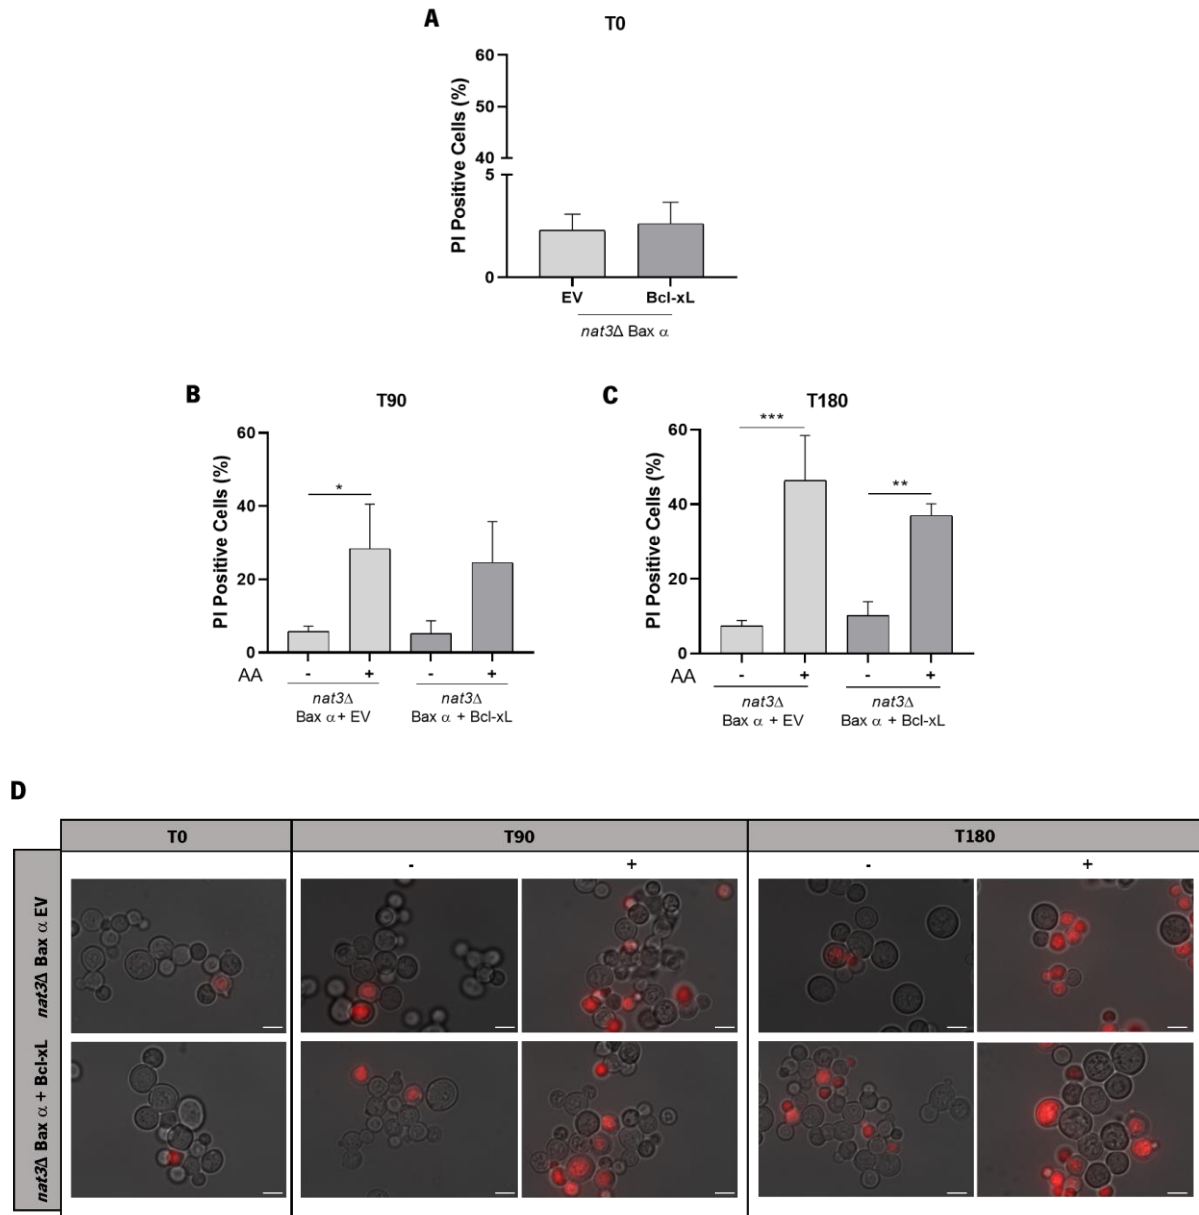 A
T0
PI Positive Cells (%)
60
50
40
5
0
EV Bcl-xL
nat3Δ Bax α
B
T90
PI Positive Cells (%)
60
40
20
0
AA - + - +
nat3Δ nat3Δ
Bax α + EV Bax α + Bcl-xL
*
C
T180
PI Positive Cells (%)
60
40
20
0
*** **
AA - + - +
nat3Δ nat3Δ
Bax α + EV Bax α + Bcl-xL
D
T0 T90 T180
- + - +
nat3Δ Bax α EV
nat3Δ Bax α + Bcl-xL